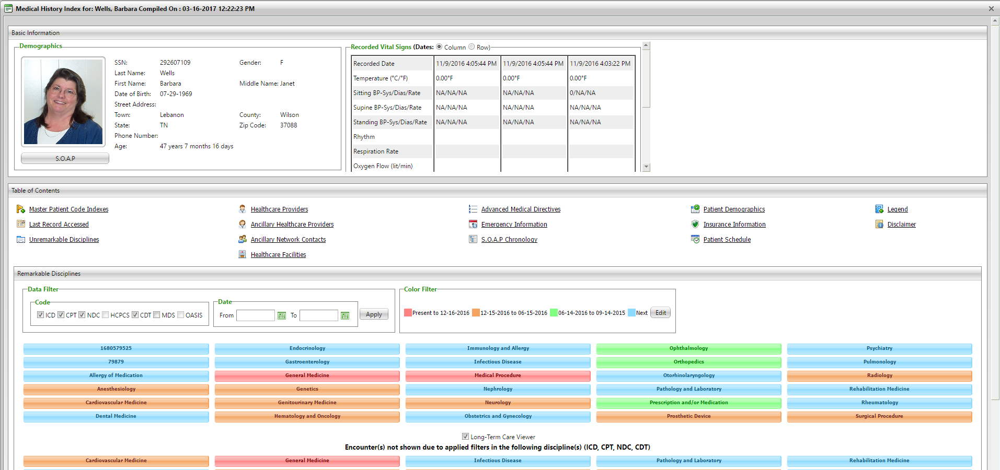 Medical History Index for: Wells, Barbara Compiled On : 03-16-2017 12:22:23 PM
Basic Information
Demographics
SSN: 292607109 Gender: F
Last Name: Wells
First Name: Barbara Middle Name: Janet
Date of Birth: 07-29-1969
Street Address:
Town: Lebanon County: Wilson
State: TN Zip Code: 37088
Phone Number:
Age: 47 years 7 months 16 days
S.O.A.P
Recorded Vital Signs (Dates: Column Row)
Recorded Date 11/9/2016 4:05:44 PM 11/9/2016 4:05:44 PM 11/9/2016 4:03:22 PM
Temperature (°C/°F) 0.00°F 0.00°F 0.00°F
Sitting BP-Sys/Dias/Rate NA/NA/NA NA/NA/NA 0/NA/NA
Supine BP-Sys/Dias/Rate NA/NA/NA NA/NA/NA NA/NA/NA
Standing BP-Sys/Dias/Rate NA/NA/NA NA/NA/NA NA/NA/NA
Rhythm
Respiration Rate
Oxygen Flow (lit/min)
Table of Contents
Master Patient Code Indexes Healthcare Providers Advanced Medical Directives Patient Demographics Legend
Last Record Accessed Ancillary Healthcare Providers Emergency Information Insurance Information Disclaimer
Unremarkable Disciplines Ancillary Network Contacts S.O.A.P Chronology Patient Schedule
Healthcare Facilities
Remarkable Disciplines
Data Filter
Code
ICD CPT NDC HCPCS CDT MDS OASIS
Date
From To Apply
Color Filter
Present to 12-16-2016 12-15-2016 to 06-15-2016 06-14-2016 to 09-14-2015 Next Edit
1680579525 Endocrinology Immunology and Allergy Ophthalmology Psychiatry
79879 Gastroenterology Infectious Disease Orthopedics Pulmonology
Allergy of Medication General Medicine Medical Procedure Otorhinolaryngology Radiology
Anesthesiology Genetics Nephrology Pathology and Laboratory Rehabilitation Medicine
Cardiovascular Medicine Genitourinary Medicine Neurology Prescription and/or Medication Rheumatology
Dental Medicine Hematology and Oncology Obstetrics and Gynecology Prosthetic Device Surgical Procedure
Long-Term Care Viewer
Encounter(s) not shown due to applied filters in the following discipline(s) (ICD, CPT, NDC, CDT)
Cardiovascular Medicine General Medicine Infectious Disease Pathology and Laboratory Rehabilitation Medicine